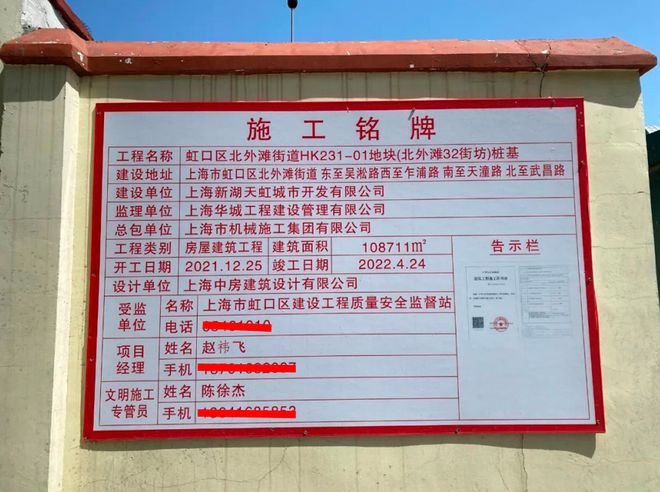 施工铭牌
工程名称 虹口区北外滩街道HK231-01地块(北外滩32街坊)桩基
建设地址 上海市虹口区北外滩街道 东至吴淞路西至乍浦路 南至天潼路 北至武昌路
建设单位 上海新湖天虹城市开发有限公司
监理单位 上海华城工程建设管理有限公司
总包单位 上海市机械施工集团有限公司
工程类别 房屋建筑工程 建筑面积 108711㎡
开工日期 2021.12.25 竣工日期 2022.4.24
设计单位 上海中房建筑设计有限公司
告示栏
受监单位 名称 上海市虹口区建设工程质量安全监督站
电话
项目经理 姓名 赵祎飞
手机
文明施工专管员 姓名 陈徐杰
手机